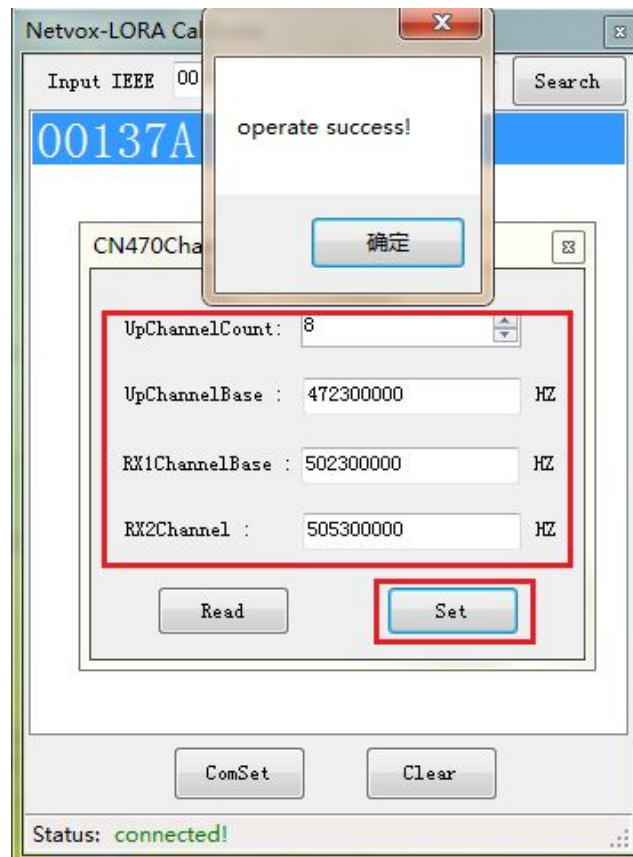 Netvox-LORA Cal
Input IEEE 00 Search
00137A
operate success!
确定
CN470Cha
UpChannelCount: 8
UpChannelBase : 472300000 HZ
RX1ChannelBase : 502300000 HZ
RX2Channel : 505300000 HZ
Read Set
ComSet Clear
Status: connected!